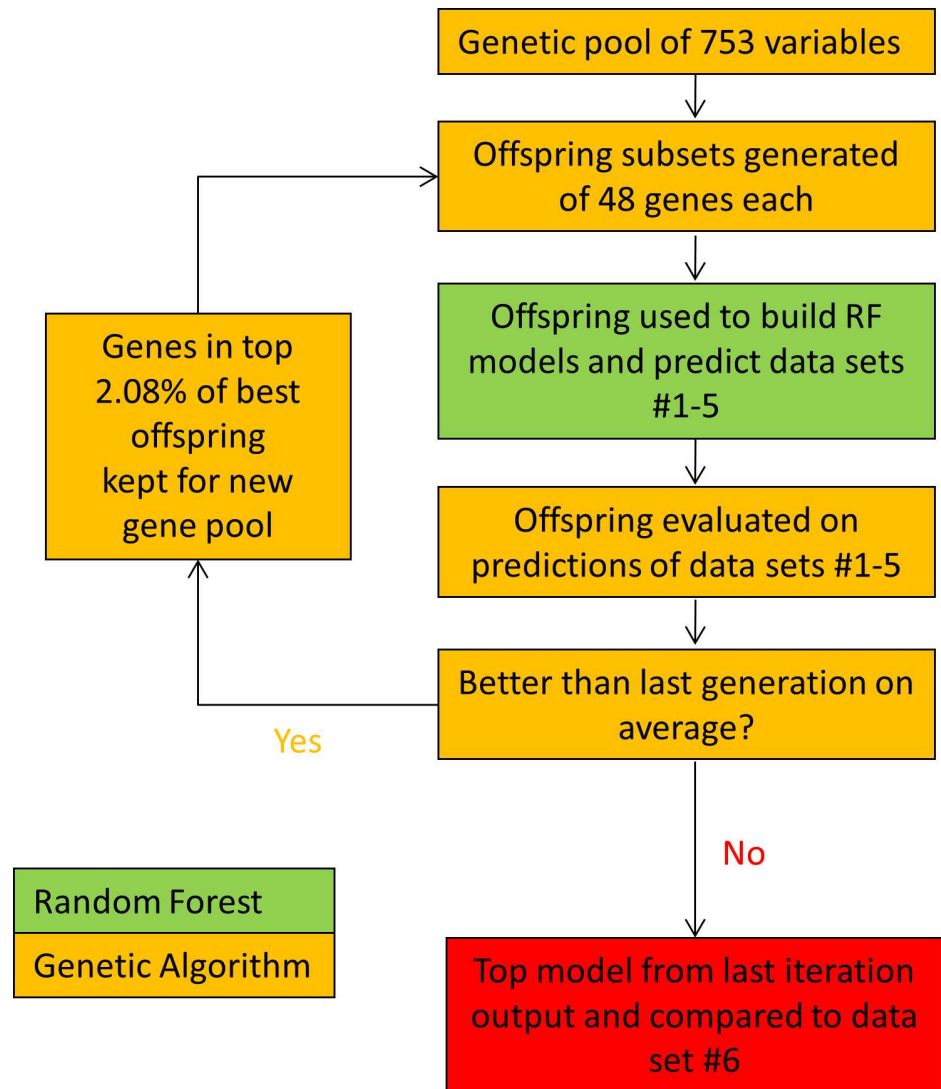 Genetic pool of 753 variables
Offspring subsets generated
of 48 genes each
Offspring used to build RF
models and predict data sets
#1-5
Genes in top
2.08% of best
offspring
kept for new
gene pool
Offspring evaluated on
predictions of data sets #1-5
Better than last generation on
average?
Yes
No
Random Forest
Genetic Algorithm
Top model from last iteration
output and compared to data
set #6